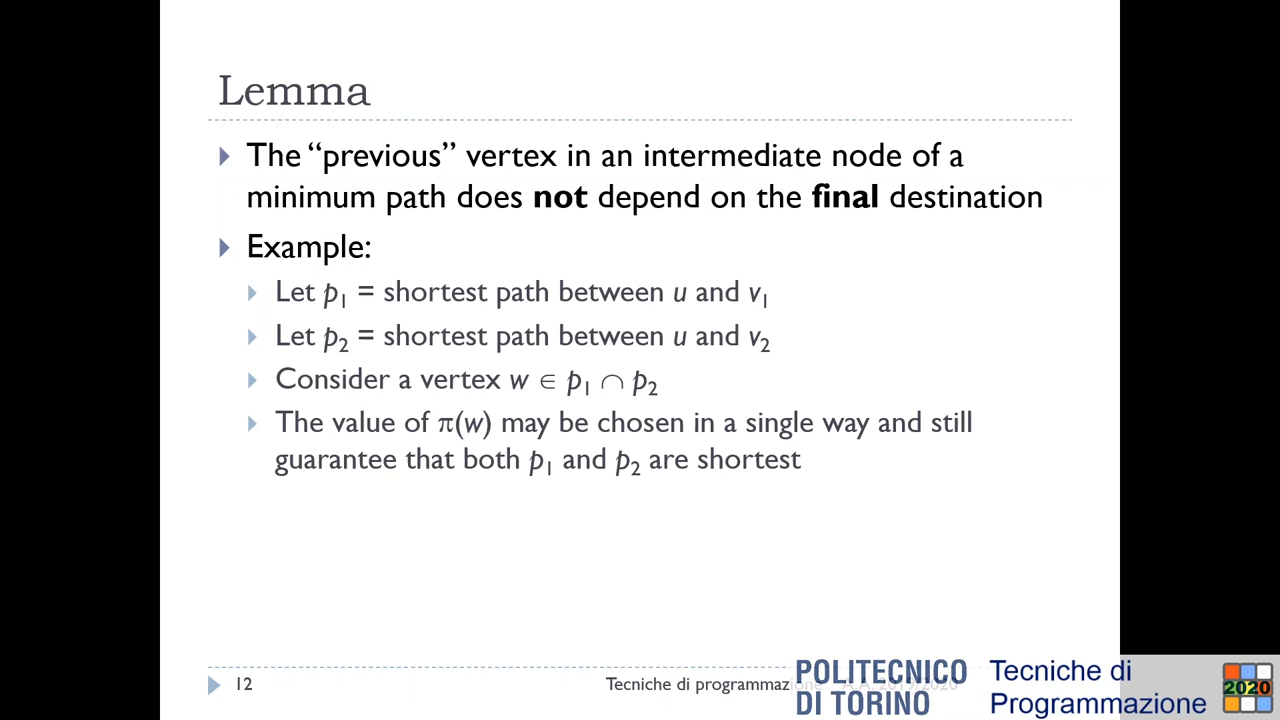 Lemma
The “previous” vertex in an intermediate node of a
minimum path does not depend on the final destination
Example:
Let p1 = shortest path between u and v1
Let p2 = shortest path between u and v2
Consider a vertex w ∈ p1 ∩ p2
The value of π(w) may be chosen in a single way and still
guarantee that both p1 and p2 are shortest
12
Tecniche di programmazione A.A. 2019/2020
POLITECNICO
DI TORINO
Tecniche di
Programmazione
2020